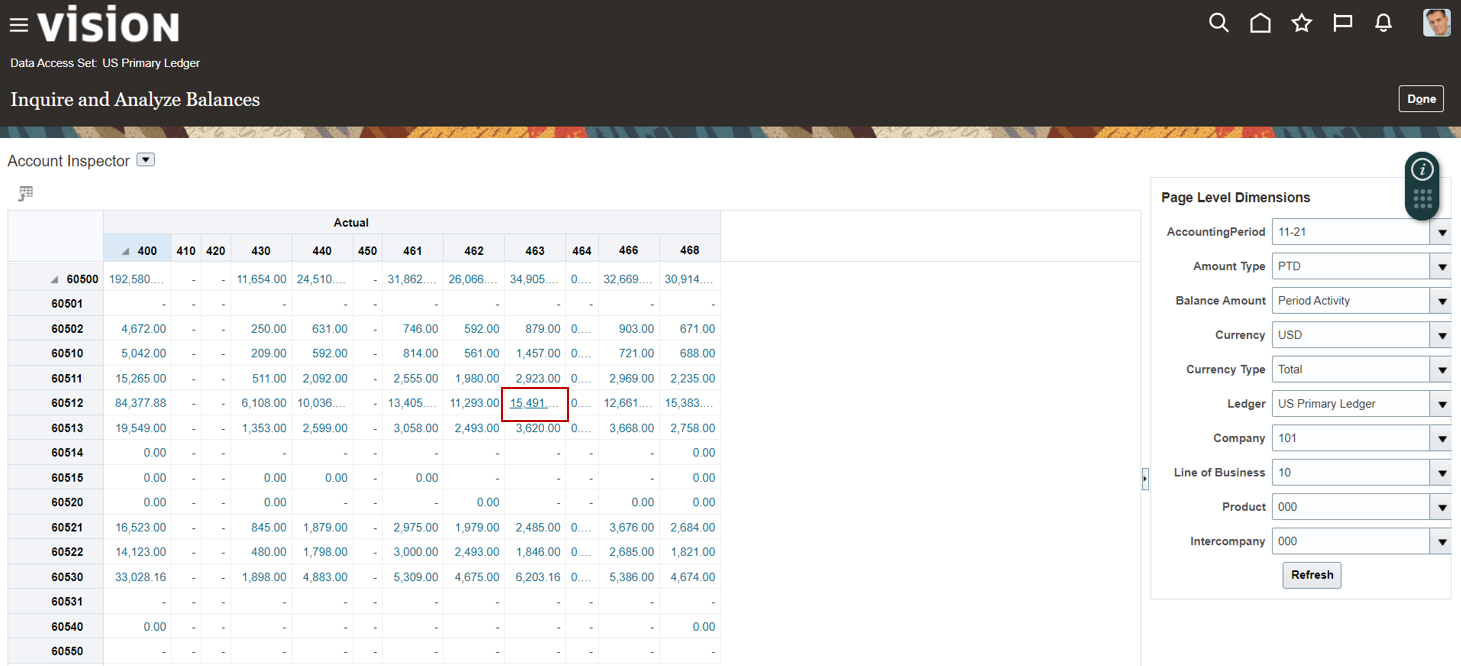 vision
Data Access Set: US Primary Ledger
Inquire and Analyze Balances
Done
Account Inspector
Actual
400 410 420 430 440 450 461 462 463 464 466 468
60500 192,580.... - - 11,654.00 24,510.... - 31,862.... 26,066.... 34,905.... 0.... 32,669.... 30,914....
60501 - - - - - - - - - - - -
60502 4,672.00 - - 250.00 631.00 - 746.00 592.00 879.00 0.... 903.00 671.00
60510 5,042.00 - - 209.00 592.00 - 814.00 561.00 1,457.00 0.... 721.00 688.00
60511 15,265.00 - - 511.00 2,092.00 - 2,555.00 1,980.00 2,923.00 0.... 2,969.00 2,235.00
60512 84,377.88 - - 6,108.00 10,036.... - 13,405.... 11,293.00 15,491.... 0.... 12,661.... 15,383....
60513 19,549.00 - - 1,353.00 2,599.00 - 3,058.00 2,493.00 3,620.00 0.... 3,668.00 2,758.00
60514 0.00 - - - - - - - - - - 0.00
60515 0.00 - - 0.00 0.00 - 0.00 - - - - 0.00
60520 0.00 - - 0.00 - - - 0.00 - - 0.00 0.00
60521 16,523.00 - - 845.00 1,879.00 - 2,975.00 1,979.00 2,485.00 0.... 3,676.00 2,684.00
60522 14,123.00 - - 480.00 1,798.00 - 3,000.00 2,493.00 1,846.00 0.... 2,685.00 1,821.00
60530 33,028.16 - - 1,898.00 4,883.00 - 5,309.00 4,675.00 6,203.16 0.... 5,386.00 4,674.00
60531 - - - - - - - - - - - -
60540 0.00 - - - - - - - - - - 0.00
60550 - - - - - - - - - - - -
Page Level Dimensions
AccountingPeriod 11-21
Amount Type PTD
Balance Amount Period Activity
Currency USD
Currency Type Total
Ledger US Primary Ledger
Company 101
Line of Business 10
Product 000
Intercompany 000
Refresh